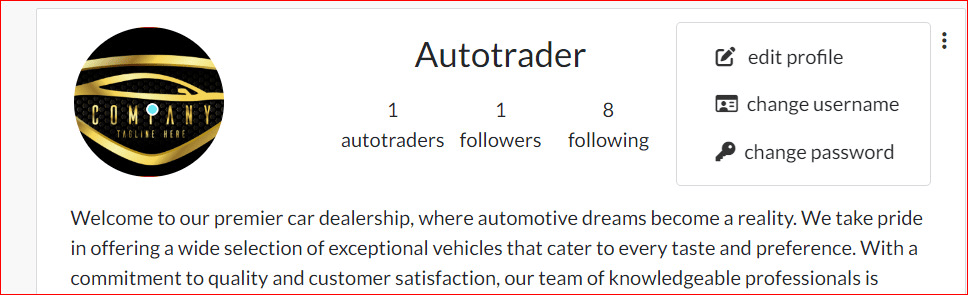 COMPANY
TAGLINE HERE
Autotrader
1 1 8
autotraders followers following
edit profile
change username
change password
Welcome to our premier car dealership, where automotive dreams become a reality. We take pride
in offering a wide selection of exceptional vehicles that cater to every taste and preference. With a
commitment to quality and customer satisfaction, our team of knowledgeable professionals is